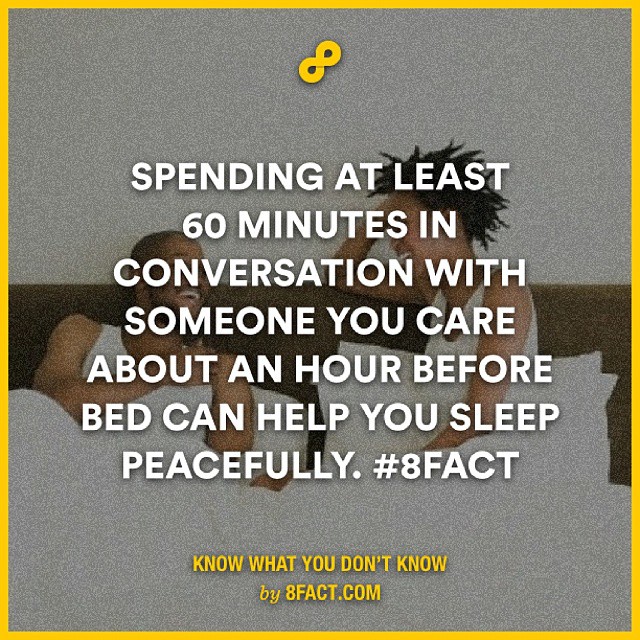 SPENDING AT LEAST
60 MINUTES IN
CONVERSATION WITH
SOMEONE YOU CARE
ABOUT AN HOUR BEFORE
BED CAN HELP YOU SLEEP
PEACEFULLY. #8FACT
KNOW WHAT YOU DON'T KNOW
by 8FACT.COM